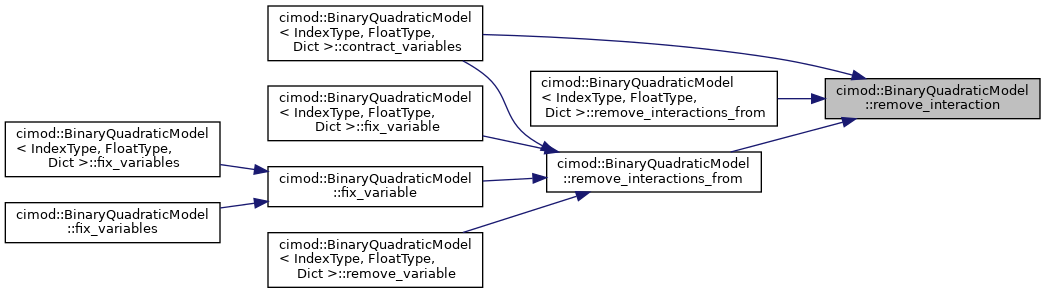 cimod::BinaryQuadraticModel
< IndexType, FloatType,
Dict >::contract_variables
cimod::BinaryQuadraticModel
< IndexType, FloatType,
Dict >::remove_interactions_from
cimod::BinaryQuadraticModel
::remove_interaction
cimod::BinaryQuadraticModel
< IndexType, FloatType,
Dict >::fix_variable
cimod::BinaryQuadraticModel
< IndexType, FloatType,
Dict >::fix_variables
cimod::BinaryQuadraticModel
::fix_variable
cimod::BinaryQuadraticModel
::remove_interactions_from
cimod::BinaryQuadraticModel
::fix_variables
cimod::BinaryQuadraticModel
< IndexType, FloatType,
Dict >::remove_variable